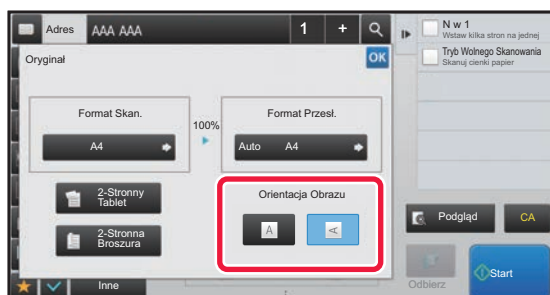 Adres AAA AAA 1 +
Oryginał
OK
Format Skan.
A4
100%
Format Przesł.
Auto A4
2-Stronny
Tablet
2-Stronna
Broszura
Orientacja Obrazu
A
A
Inne
N w 1
Wstaw kilka stron na jednej
Tryb Wolnego Skanowania
Skanuj cienki papier
Podgląd
CA
Odbierz
Start